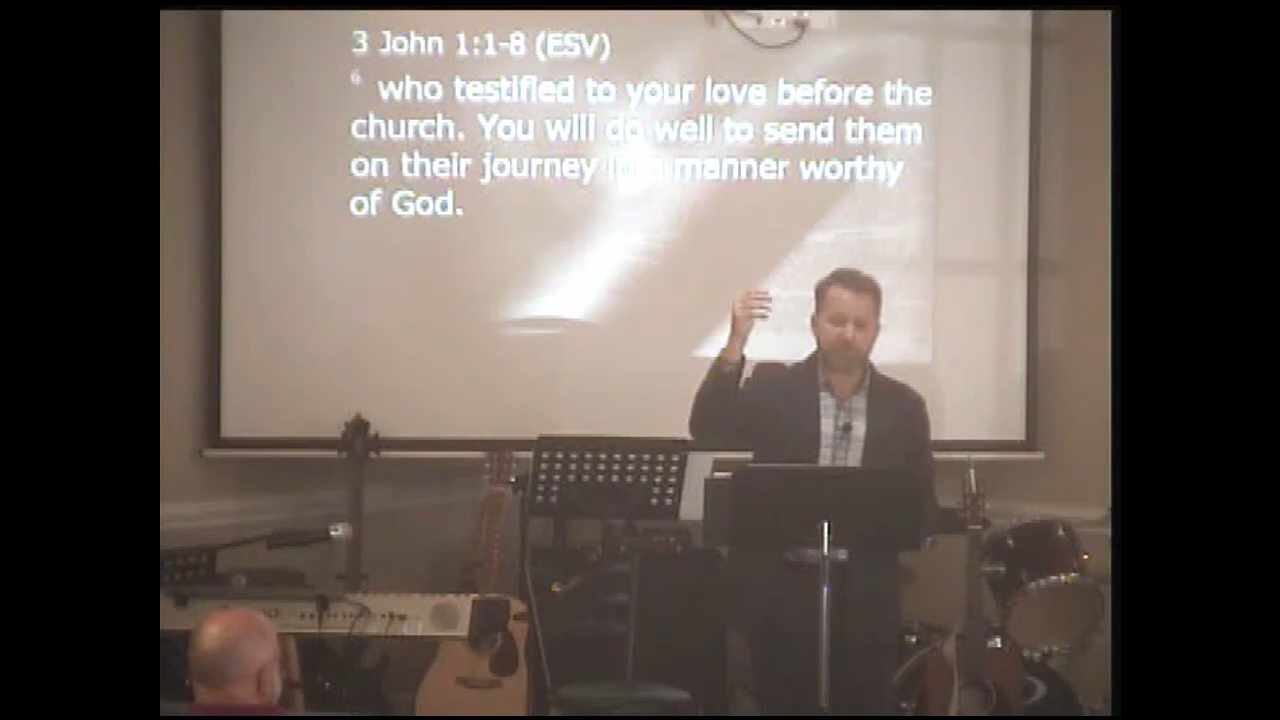 3 John 1:1-8 (ESV)
6 who testified to your love before the
church. You will do well to send them
on their journey in a manner worthy
of God.